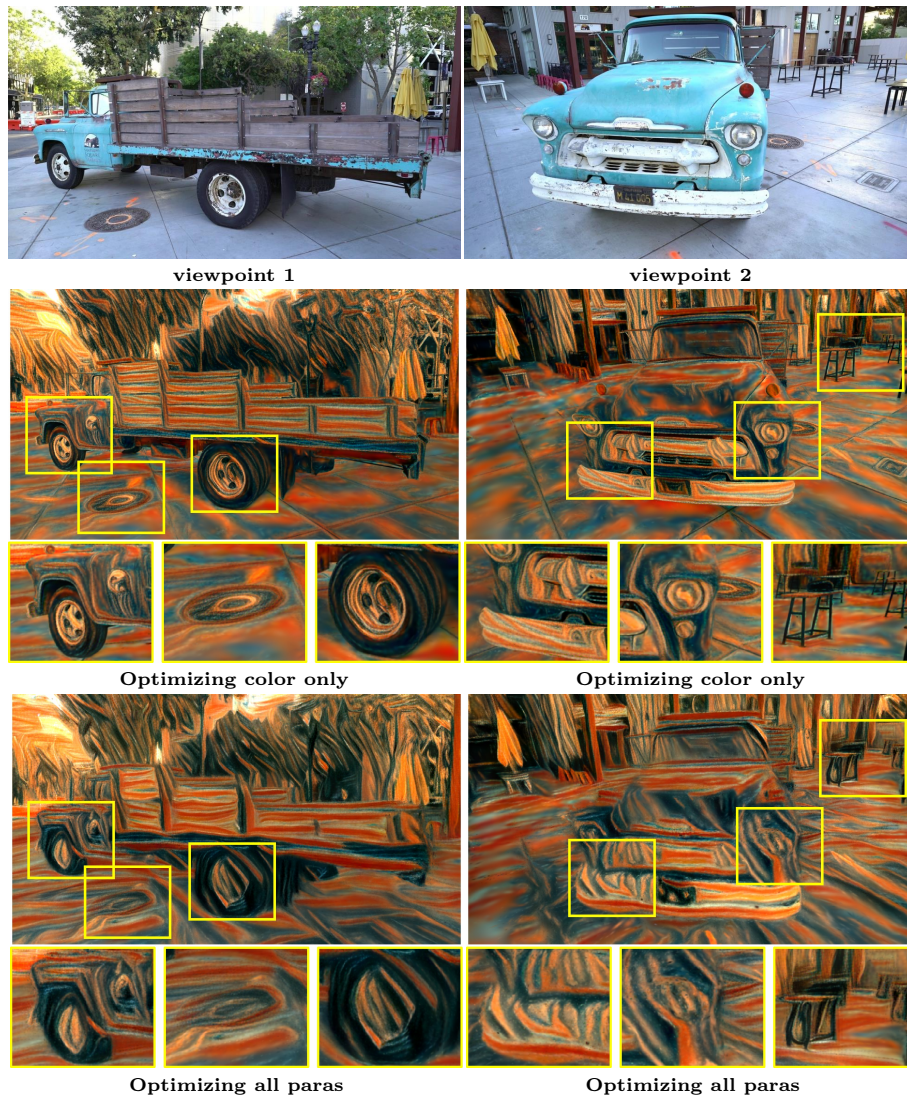 viewpoint 1
viewpoint 2
Optimizing color only
Optimizing color only
Optimizing all paras
Optimizing all paras